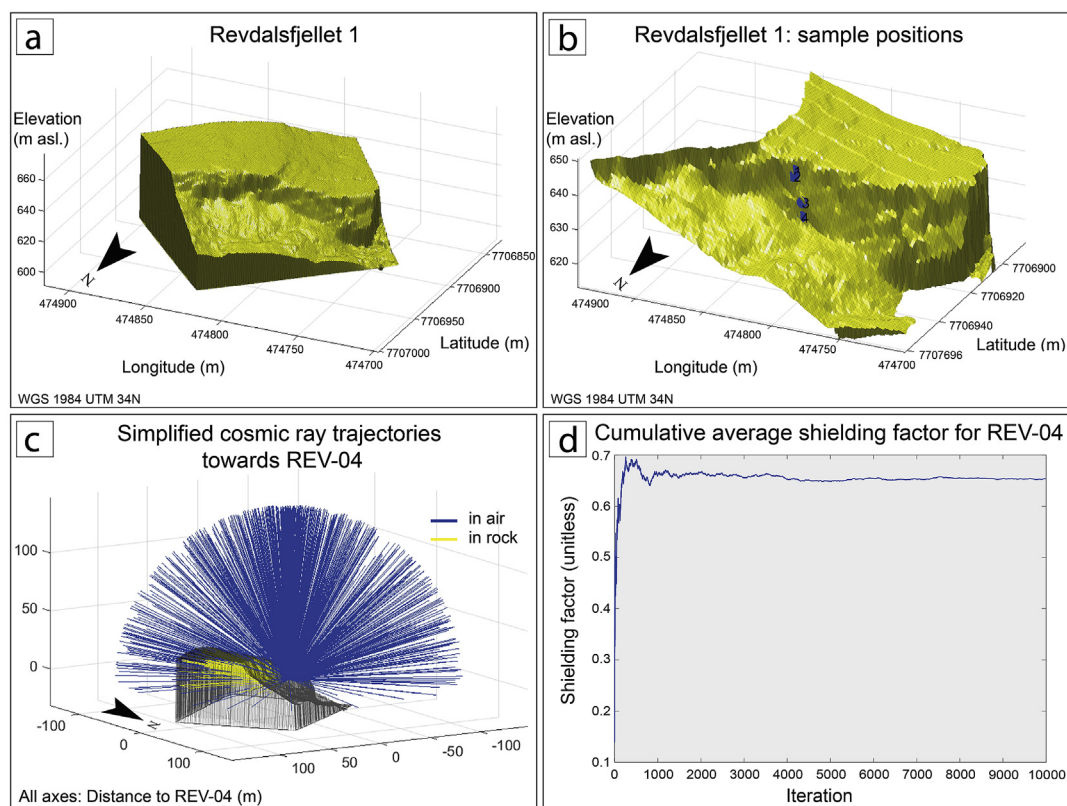 a
Revdalsfjellet 1
Elevation
(m asl.)
660
640
620
600
N
474900
474850
474800
474750
474700
Longitude (m)
7706850
7706900
7706950
7707000
Latitude (m)
WGS 1984 UTM 34N
b
Revdalsfjellet 1: sample positions
Elevation
(m asl.)
650
640
630
620
2
3
4
N
474900
474850
474800
474750
474700
Longitude (m)
7706900
7706920
7706940
7707696
Latitude (m)
WGS 1984 UTM 34N
c
Simplified cosmic ray trajectories
towards REV-04
in air
in rock
100
50
0
-100
0
100
N
100
50
0
-50
-100
All axes: Distance to REV-04 (m)
d
Cumulative average shielding factor for REV-04
Shielding factor (unitless)
0.7
0.6
0.5
0.4
0.3
0.2
0.1
0
1000
2000
3000
4000
5000
6000
7000
8000
9000
10000
Iteration